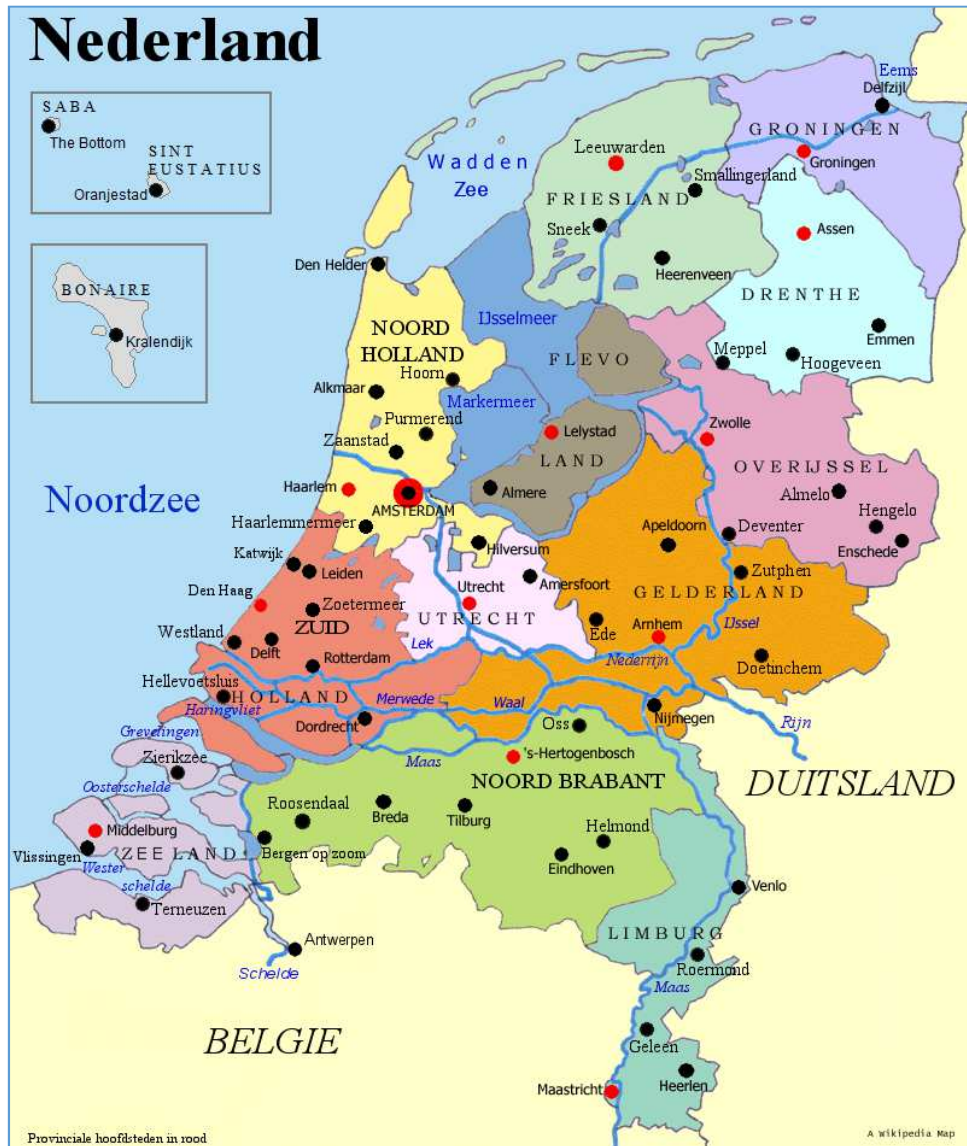 Nederland
SABA
The Bottom
SINT
EUSTATIUS
Oranjestad
BONAIRE
Kralendijk
Wadden
Zee
Eems
Delfzijl
GRONINGEN
Groningen
Leeuwarden
Smallingerland
FRIESLAND
Sneek
Heerenveen
Assen
DRENTHE
Emmen
Meppel
Hoogeveen
Den Helder
IJsselmeer
NOORD
HOLLAND
Hoorn
FLEVO
Alkmaar
Markermeer
Purmerend
Zaanstad
Lelystad
LAND
Zwolle
OVERIJSSEL
Almelo
Hengelo
Enschede
Noordzee
Haarlem
AMSTERDAM
Almere
Haarlemmermeer
Hilversum
Apeldoorn
Deventer
Katwijk
Leiden
Utrecht
Amersfoort
Zutphen
Den Haag
Zoetermeer
UTRECHT
GELDERLAND
ZUID
Westland
Delft
Lek
Ede
Arnhem
IJssel
Rotterdam
Nederrijn
Doetinchem
Hellevoetsluis
HOLLAND
Merwede
Waal
Haringvliet
Dordrecht
Nijmegen
Rijn
Grevelingen
Oss
Zierikzee
Maas
's-Hertogenbosch
Oosterschelde
NOORD BRABANT
DUITSLAND
Roosendaal
Breda
Tilburg
Helmond
Middelburg
Vlissingen
ZEELAND
Bergen op zoom
Eindhoven
Wester
schelde
Terneuzen
Venlo
LIMBURG
Antwerpen
Roermond
Schelde
Maas
BELGIE
Geleen
Heerlen
Maastricht
Provinciale hoofdsteden in rood
A Wikipedia Map